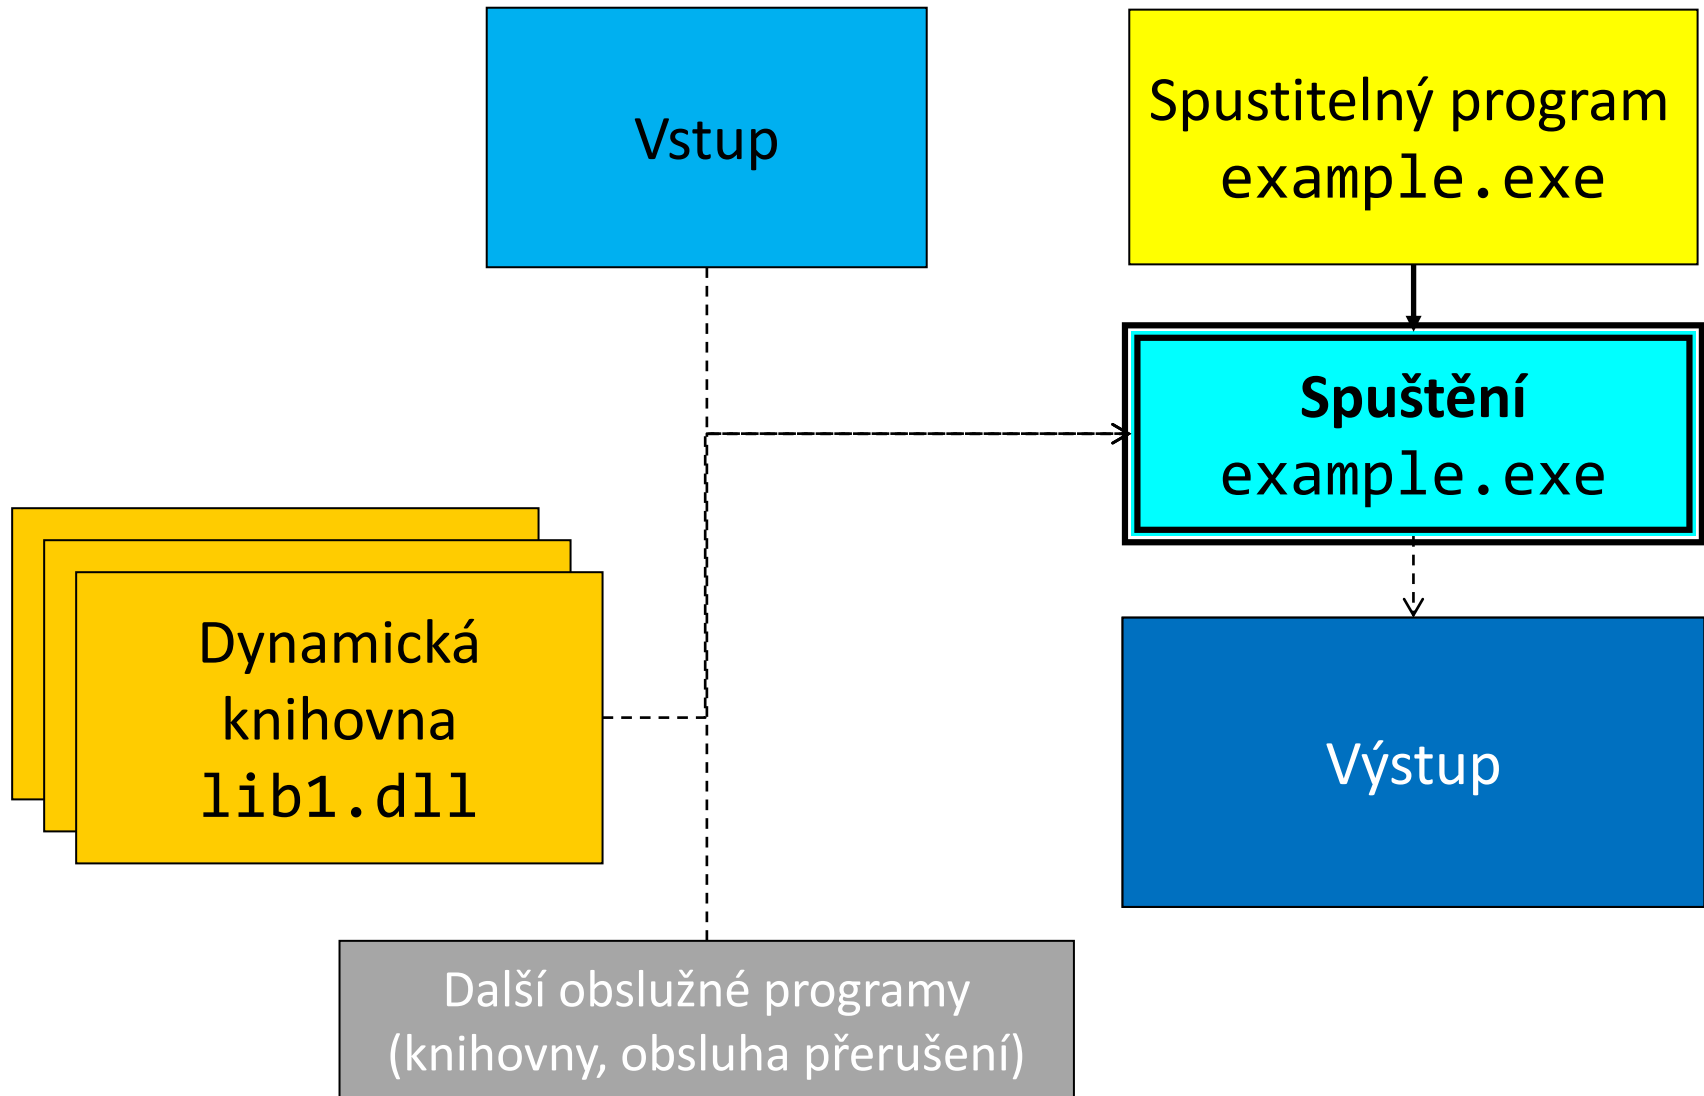 Vstup
Spustitelný program
example.exe
Spuštění
example.exe
Dynamická
knihovna
lib1.dll
Výstup
Další obslužné programy
(knihovny, obsluha přerušení)